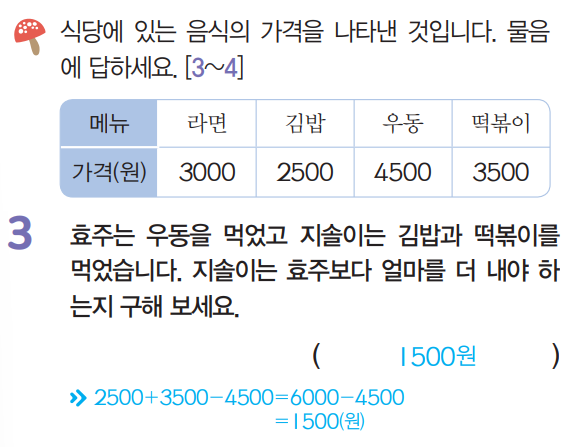 식당에 있는 음식의 가격을 나타낸 것입니다. 물음
에 답하세요. [3~4]
메뉴 라면 김밥 우동 떡볶이
가격(원) 3000 2500 4500 3500
3 효주는 우동을 먹었고 지솔이는 김밥과 떡볶이를
먹었습니다. 지솔이는 효주보다 얼마를 더 내야 하
는지 구해 보세요.
( 1500원 )
» 2500+3500-4500=6000-4500
=1500(원)